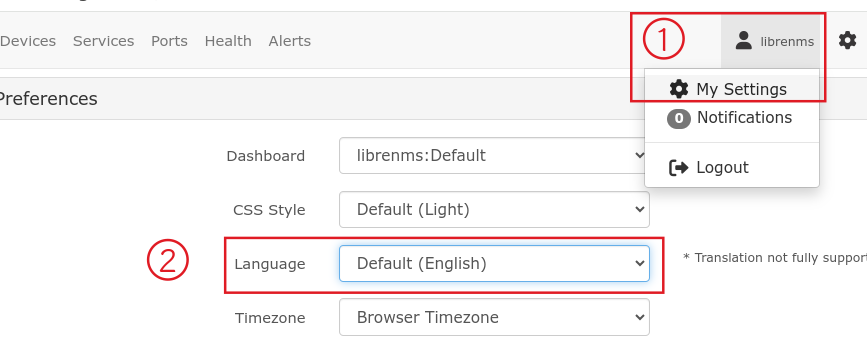 Devices Services Ports Health Alerts librenms
1
My Settings
Preferences
0 Notifications
Dashboard librenms:Default
Logout
CSS Style Default (Light)
2
Language Default (English) * Translation not fully
Timezone Browser Timezone